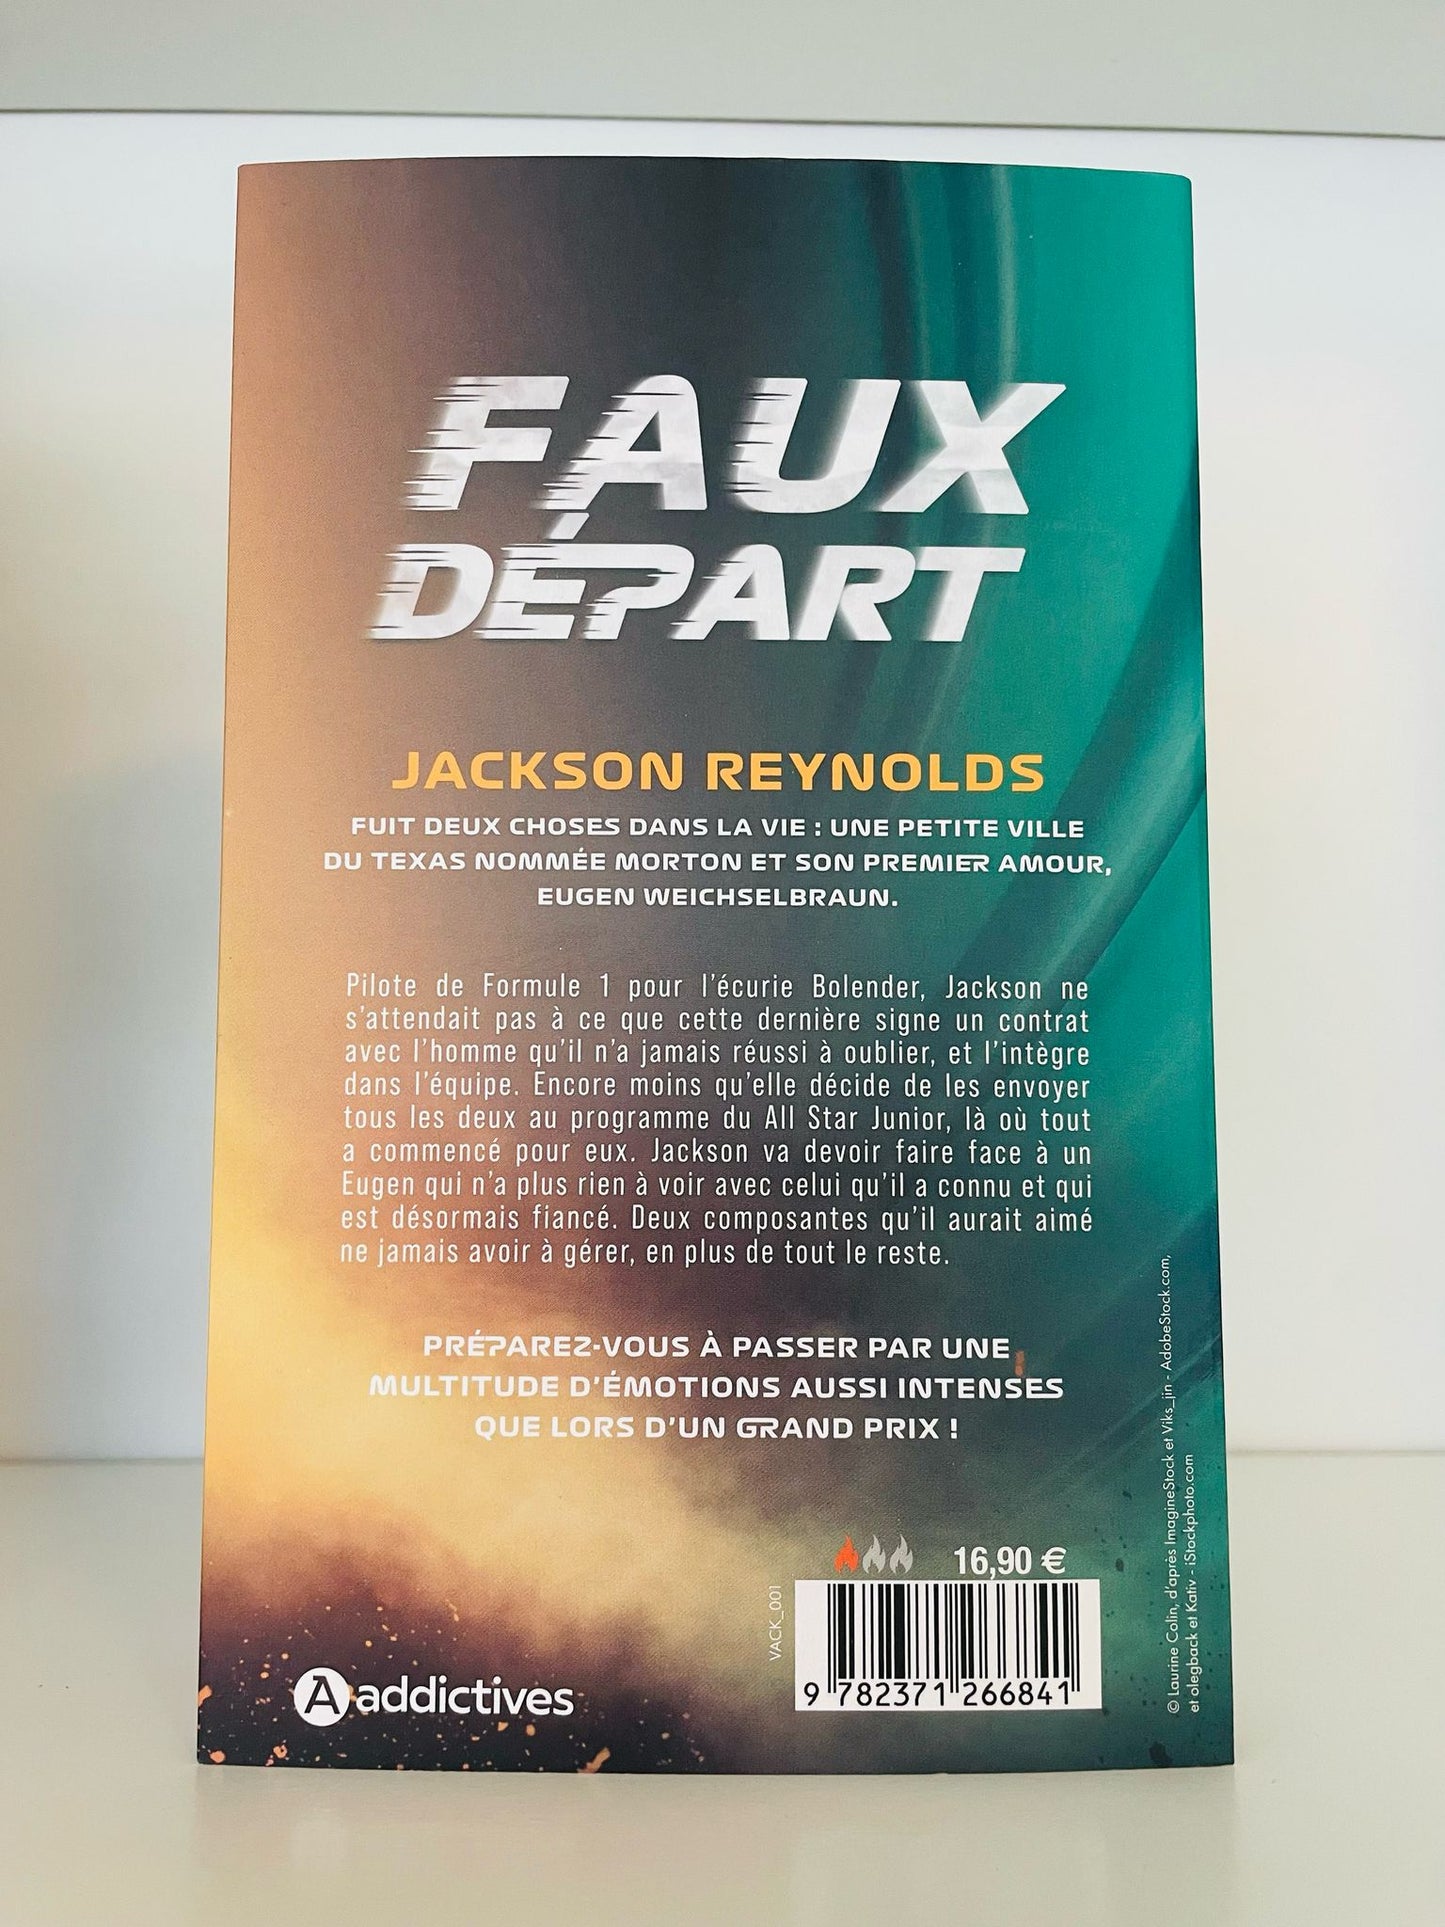 FAUX
DÉPART
JACKSON REYNOLDS
FUIT DEUX CHOSES DANS LA VIE : UNE PETITE VILLE
DU TEXAS NOMMÉE MORTON ET SON PREMIER AMOUR,
EUGEN WEICHSELBRAUN.
Pilote de Formule 1 pour l'écurie Bolender, Jackson ne
s'attendait pas à ce que cette dernière signe un contrat
avec l'homme qu'il n'a jamais réussi à oublier, et l'intègre
dans l'équipe. Encore moins qu'elle décide de les envoyer
tous les deux au programme du All Star Junior, là où tout
a commencé pour eux. Jackson va devoir faire face à un
Eugen qui n'a plus rien à voir avec celui qu'il a connu et qui
est désormais fiancé. Deux composantes qu'il aurait aimé
ne jamais avoir à gérer, en plus de tout le reste.
PRÉPAREZ-VOUS À PASSER PAR UNE
MULTITUDE D'ÉMOTIONS AUSSI INTENSES
QUE LORS D'UN GRAND PRIX !
16,90 €
VACK_001
9 782371 266841
A addictives
© Laurine Colin, d'après ImagineStock et Viks_jin - AdobeStock.com,
et olegback et Kativ - iStockphoto.com